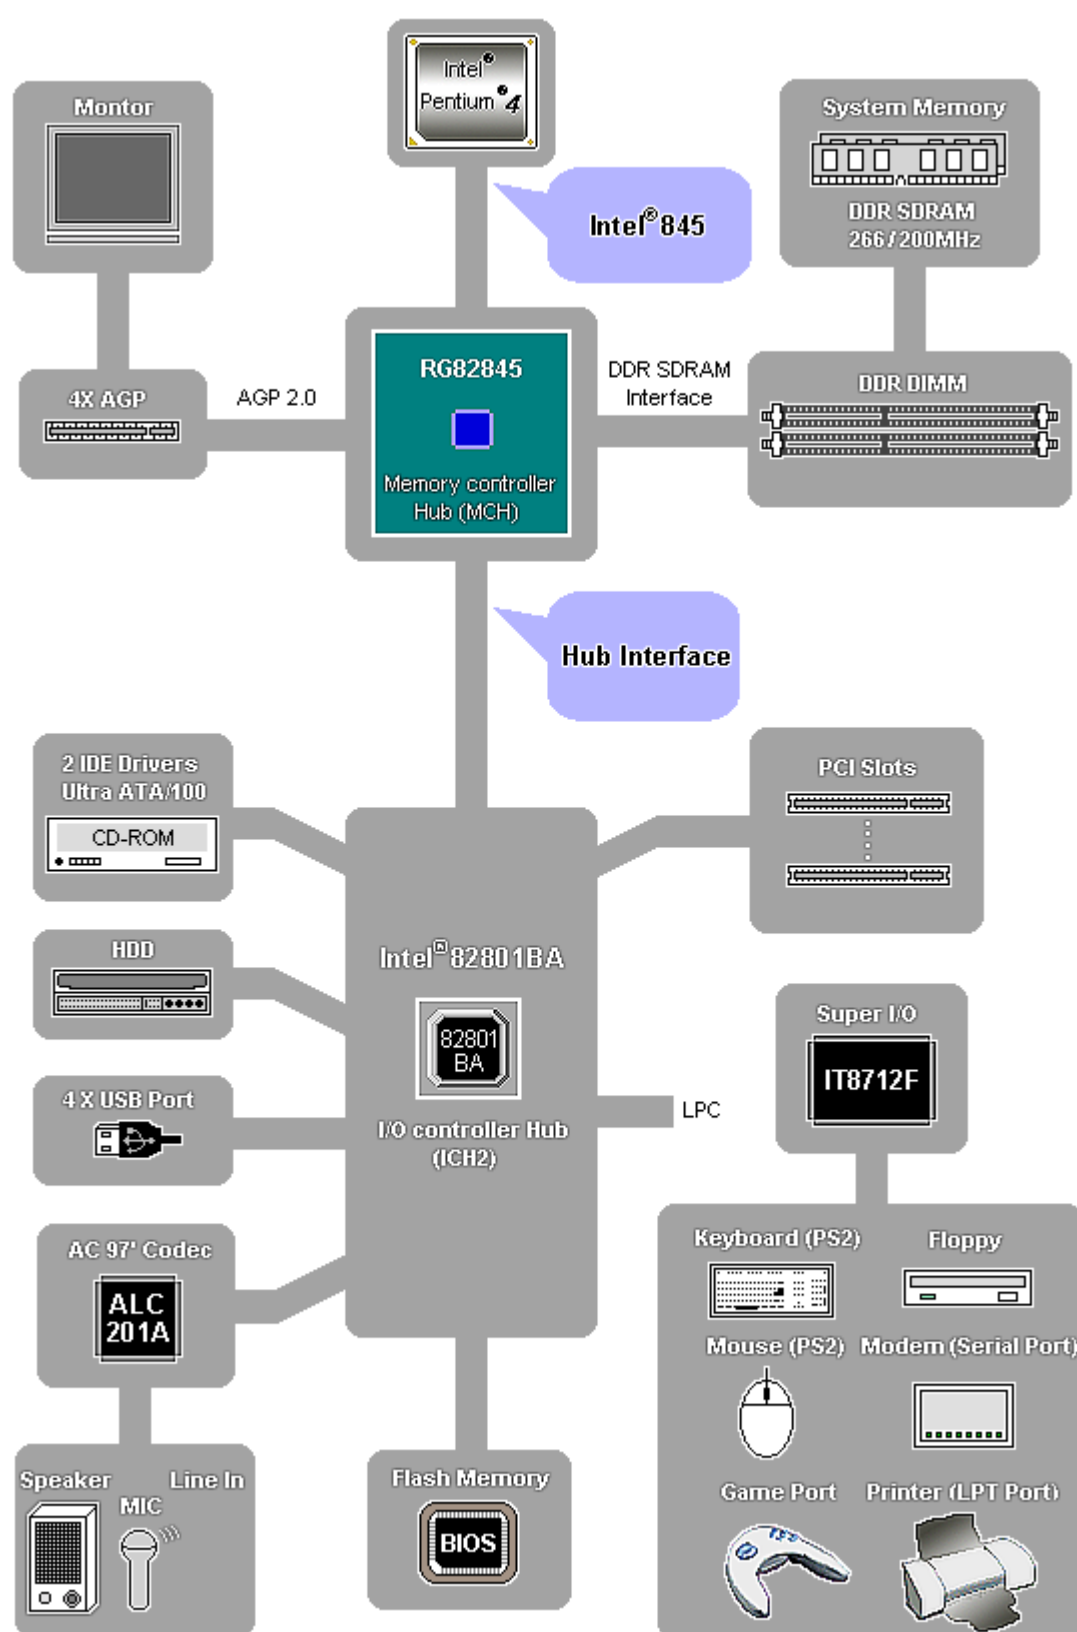 Intel®
Pentium®4
Montor
System Memory
DDR SDRAM
266/200MHz
Intel®845
RG82845
Memory controller
Hub (MCH)
4X AGP
AGP 2.0
DDR SDRAM
Interface
DDR DIMM
Hub Interface
2 IDE Drivers
Ultra ATA/100
CD-ROM
PCI Slots
HDD
Intel®82801BA
82801
BA
I/O controller Hub
(ICH2)
Super I/O
IT8712F
4 X USB Port
LPC
AC 97' Codec
ALC
201A
Keyboard (PS2)
Floppy
Mouse (PS2)
Modem (Serial Port)
Game Port
Printer (LPT Port)
Speaker
MIC
Line In
Flash Memory
BIOS